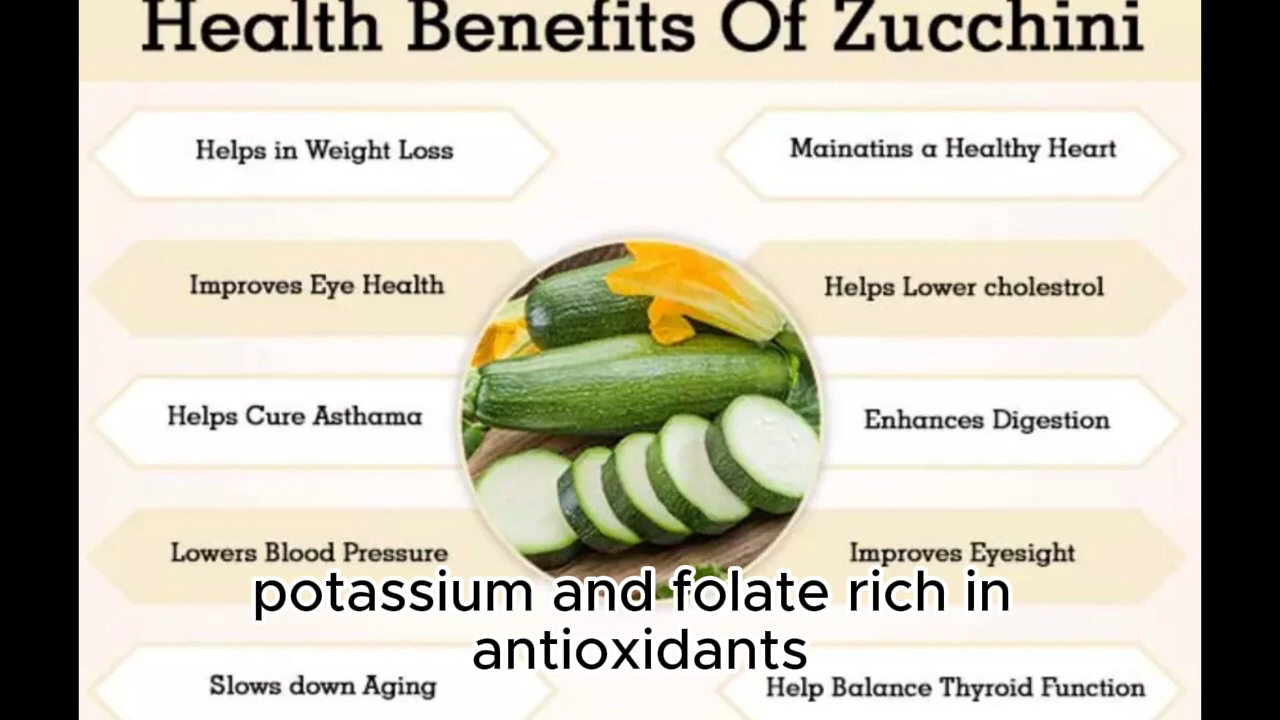 Health Benefits Of Zucchini
Helps in Weight Loss
Mainatins a Healthy Heart
Improves Eye Health
Helps Lower cholestrol
Helps Cure Asthama
Enhances Digestion
Lowers Blood Pressure
Improves Eyesight
potassium and folate rich in
antioxidants
Slows down Aging
Help Balance Thyroid Function